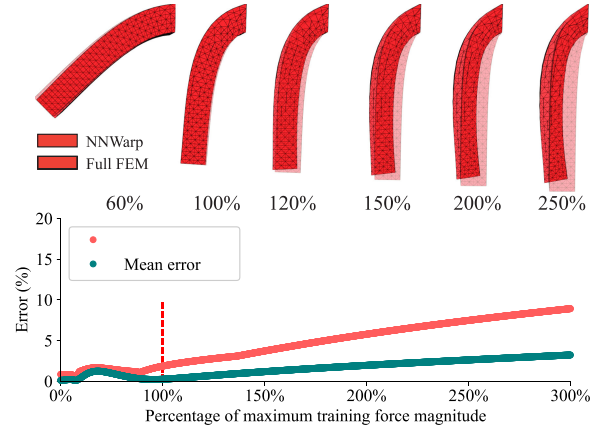 NNWarp
Full FEM
60% 100% 120% 150% 200% 250%
20
15
10
5
0
Error (%)
Mean error
0% 100% 150% 200% 250% 300%
Percentage of maximum training force magnitude